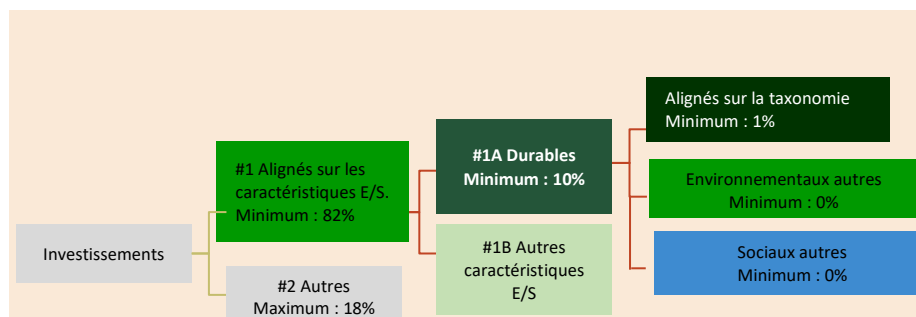 Investissements
#1 Alignés sur les
caractéristiques E/S.
Minimum : 82%
#2 Autres
Maximum : 18%
#1A Durables
Minimum : 10%
#1B Autres
caractéristiques
E/S
Alignés sur la taxonomie
Minimum : 1%
Environnementaux autres
Minimum : 0%
Sociaux autres
Minimum : 0%